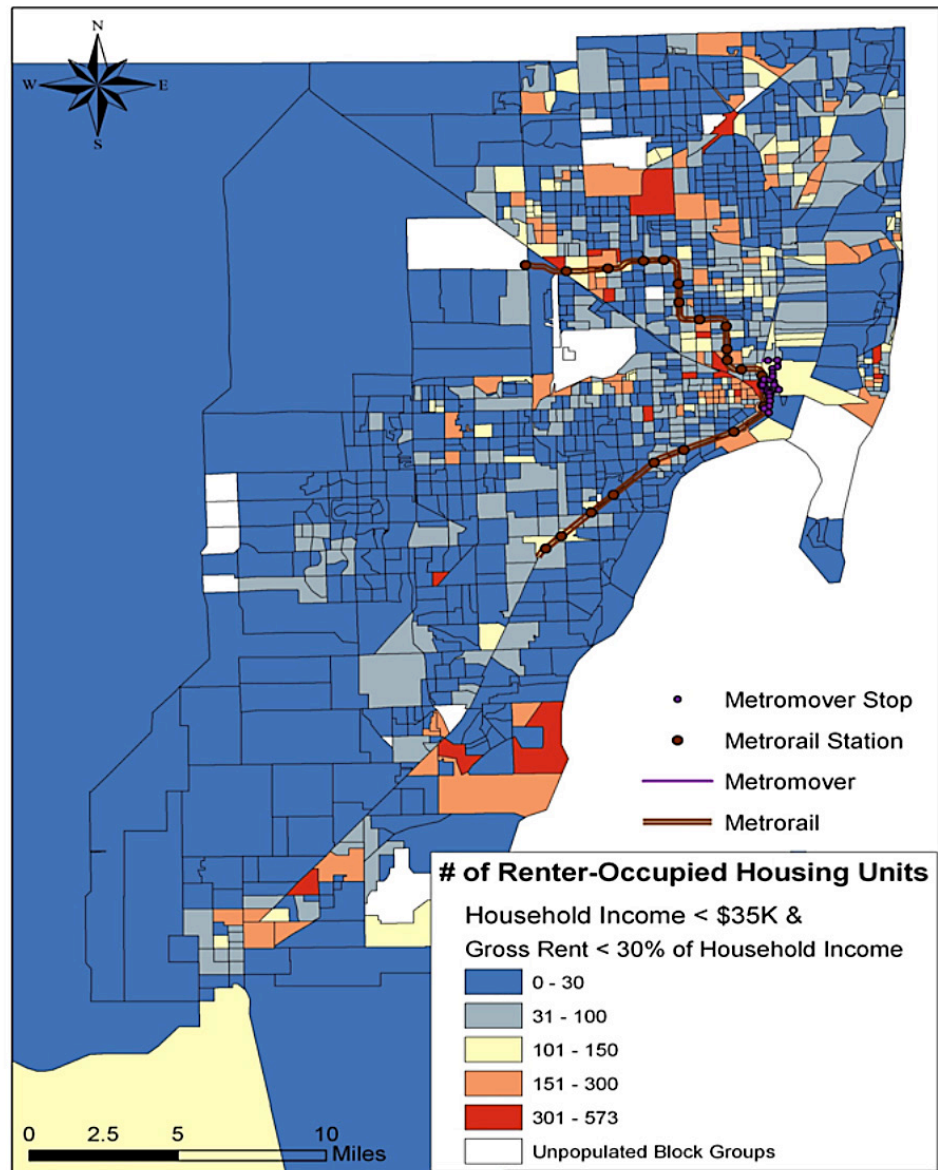 N
W
E
S
Metromover Stop
Metrorail Station
Metromover
Metrorail
# of Renter-Occupied Housing Units
Household Income < $35K &
Gross Rent < 30% of Household Income
0 - 30
31 - 100
101 - 150
151 - 300
301 - 573
Unpopulated Block Groups
0 2.5 5 10
Miles